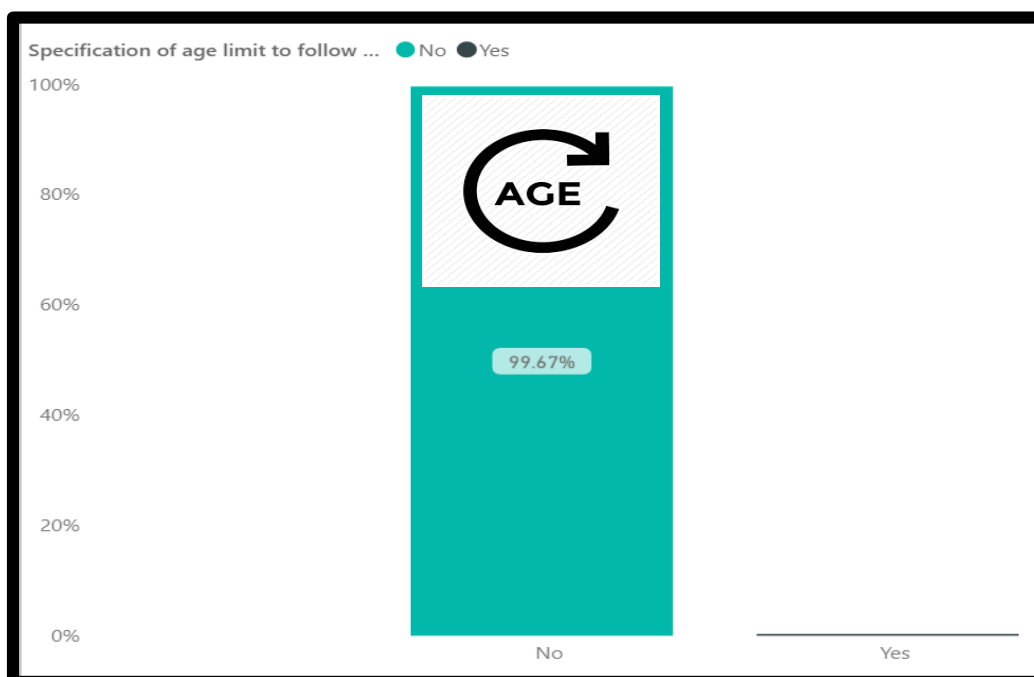 Specification of age limit to follow ... No Yes
100%
AGE
80%
60%
99.67%
40%
20%
0%
No Yes